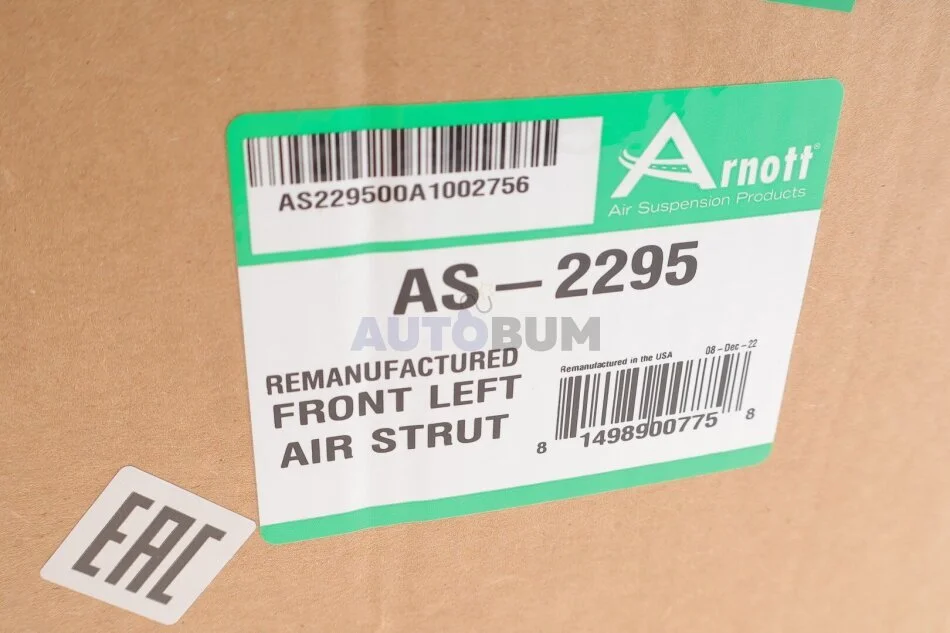 AS229500A1002756
Arnott®
Air Suspension Products
AS-2295
AUTOBUM
REMANUFACTURED
FRONT LEFT
AIR STRUT
Remanufactured in the USA
08-Dec-22
8 1498900775 8
EAC